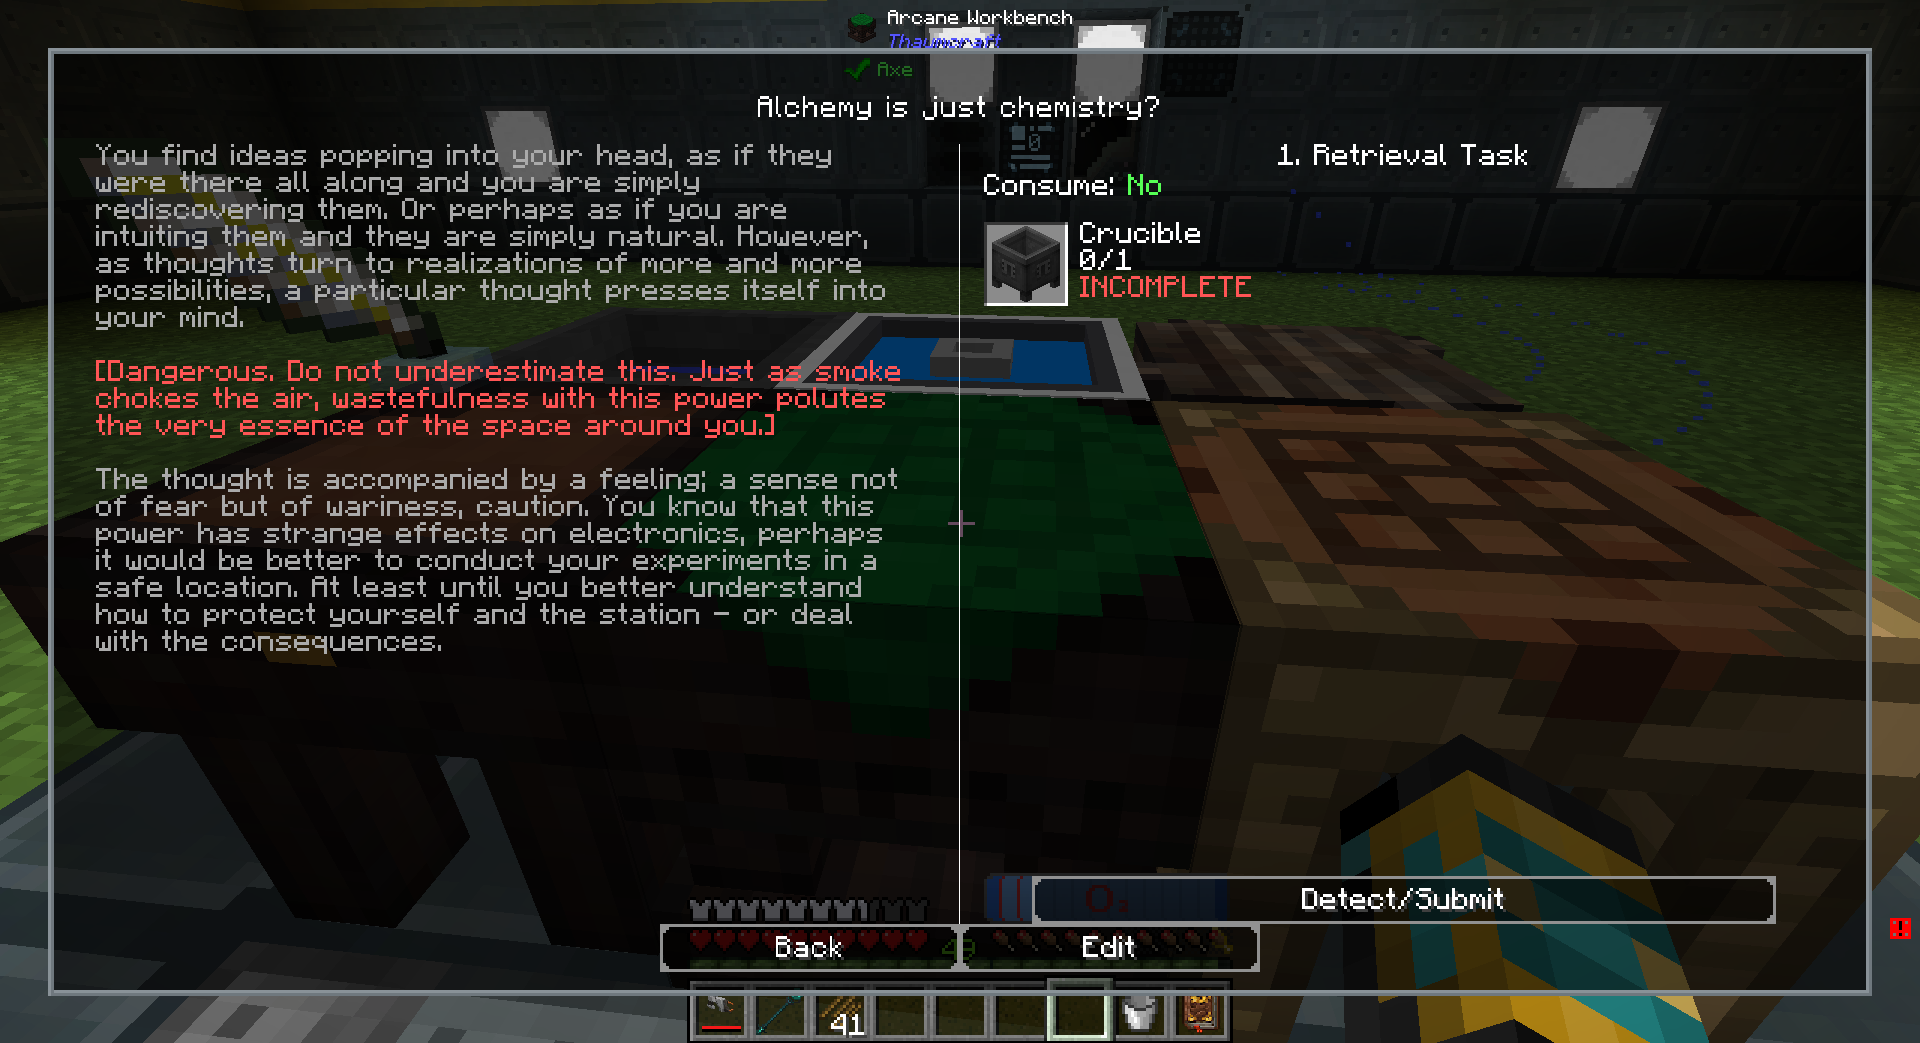 Arcane Workbench
Thaumcraft
Axe
Alchemy is just chemistry?
You find ideas popping into your head, as if they
were there all along and you are simply
rediscovering them. Or perhaps as if you are
intuiting them and they are simply natural. However,
as thoughts turn to realizations of more and more
possibilities, a particular thought presses itself into
your mind.
[Dangerous. Do not underestimate this. Just as smoke
chokes the air, wastefulness with this power polutes
the very essence of the space around you.]
The thought is accompanied by a feeling; a sense not
of fear but of wariness, caution. You know that this
power has strange effects on electronics, perhaps
it would be better to conduct your experiments in a
safe location. At least until you better understand
how to protect yourself and the station – or deal
with the consequences.
1. Retrieval Task
Consume: No
Crucible
0/1
INCOMPLETE
0
O₂
Detect/Submit
Back
49
Edit
41